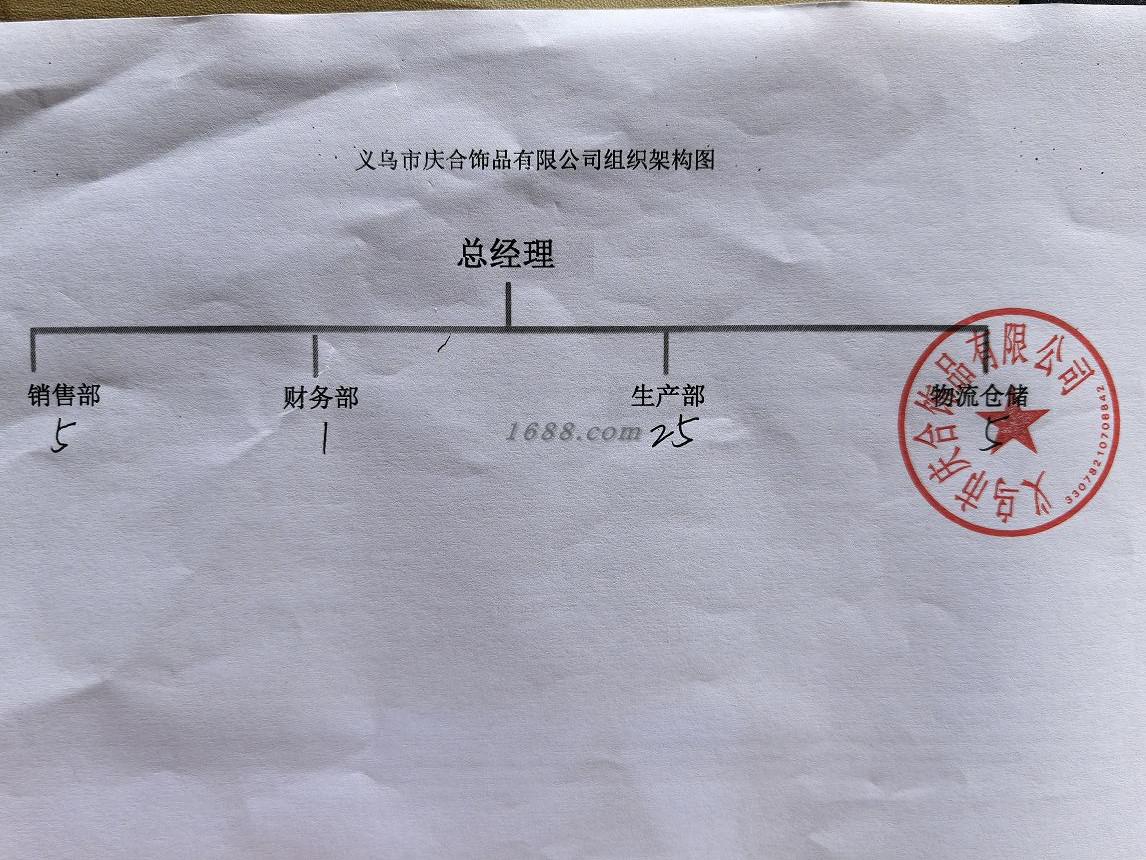 义乌市庆合饰品有限公司组织架构图
总经理
销售部
财务部
生产部
物流仓储
5
1
25
5
1688.com
义乌市庆合饰品有限公司
33078210708842